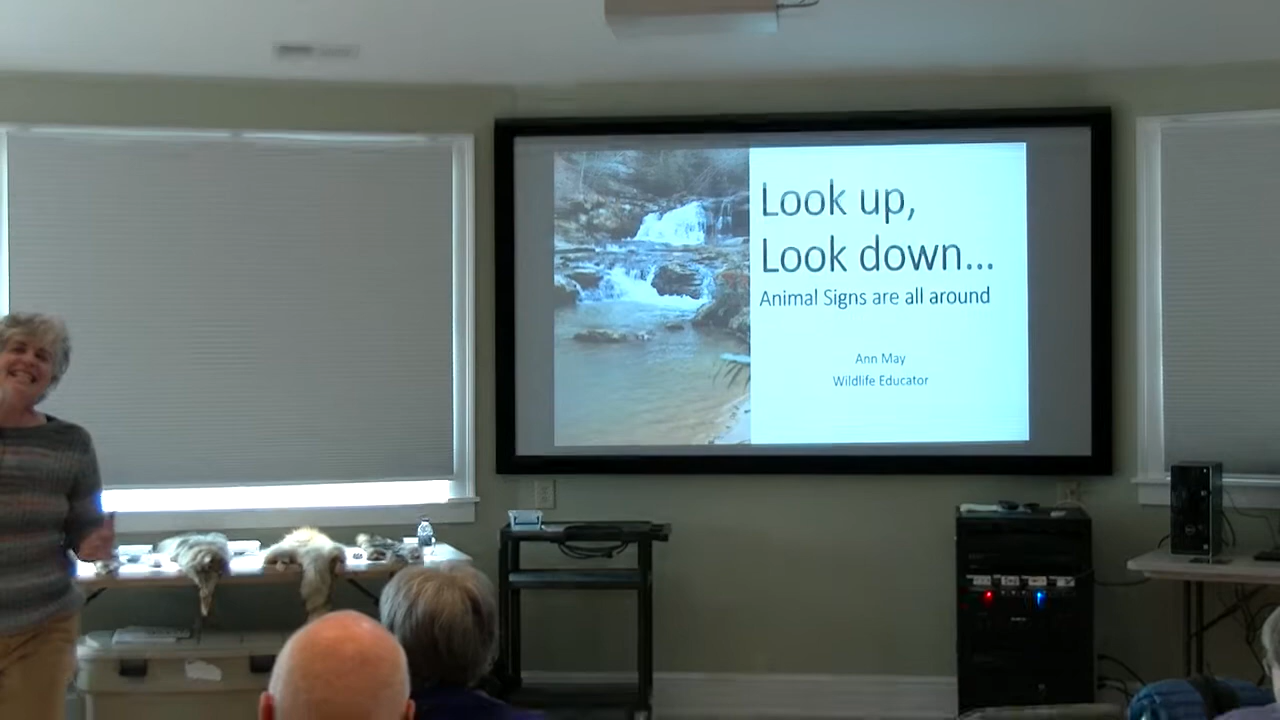 Look up,
Look down...
Animal Signs are all around
Ann May
Wildlife Educator